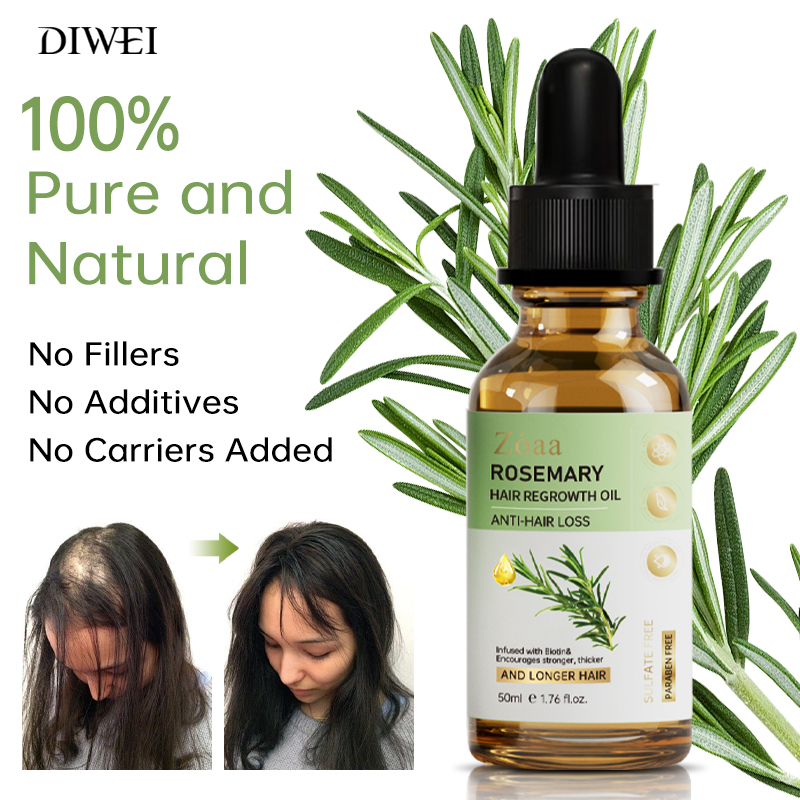 DIWEI
100%
Pure and
Natural
No Fillers
No Additives
No Carriers Added
Zoaa
ROSEMARY
HAIR REGROWTH OIL
ANTI-HAIR LOSS
Infused with Biotin&
Encourages stronger, thicker
AND LONGER HAIR
50ml ℮ 1.76 fl.oz.
SULFATE FREE
PARABEN FREE